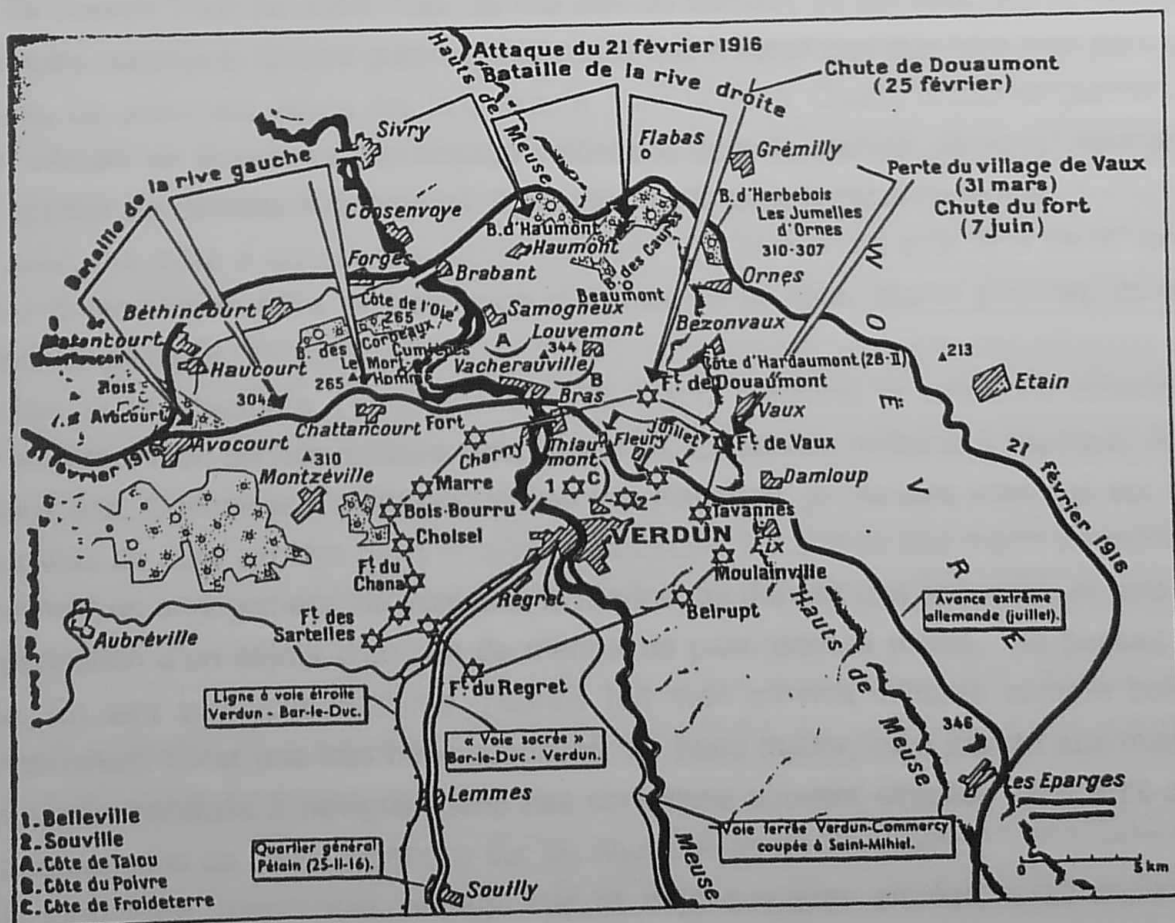 Attaque du 21 février 1916
Bataille de la rive droite
Hauts de Meuse
Chute de Douaumont
(25 février)
Perte du village de Vaux
(31 mars)
Chute du fort
(7 juin)
Bataille de la rive gauche
Sivry
Flabas
Grémilly
B. d'Herbebois
Les Jumelles
d'Ornes
310-307
Consenvoye
B. d'Haumont
Haumont
B. des Caures
Beaumont
Ornes
Forges
Brabant
Samogneux
Béthincourt
Côte de l'Oie
265
B. des Corbeaux
Cumières
Le Mort-
Homme
265
Louvemont
344
A
Vacherauville
B
Bezonvaux
Côte d'Hardaumont (28-II)
213
Etain
Haucourt
304
Bois
Avocourt
Avocourt
21 février 1916
Chattancourt
Bras
Ft. de Douaumont
Vaux
Fort
Charny
Thiau
mont
Fleury
Juillet
Ft. de Vaux
310
Montzéville
Marre
Damloup
1
C
2
Bois-Bourru
Tavannes
Choisel
VERDUN
Eix
Moulainville
Ft. du
Chana
Regret
Belrupt
Ft. des
Sartelles
Aubréville
Ft. du Regret
WOËVRE
21 février 1916
Hauts de Meuse
Avance extrême
allemande (juillet).
Ligne à voie étroite
Verdun - Bar-le-Duc.
« Voie sacrée »
Bar-le-Duc - Verdun.
346
Les Eparges
Lemmes
Voie ferrée Verdun-Commercy
coupée à Saint-Mihiel.
Meuse
Quartier général
Pétain (25-II-16).
Souilly
0 5 km
1. Belleville
2. Souville
A. Côte de Talou
B. Côte du Poivre
C. Côte de Froideterre